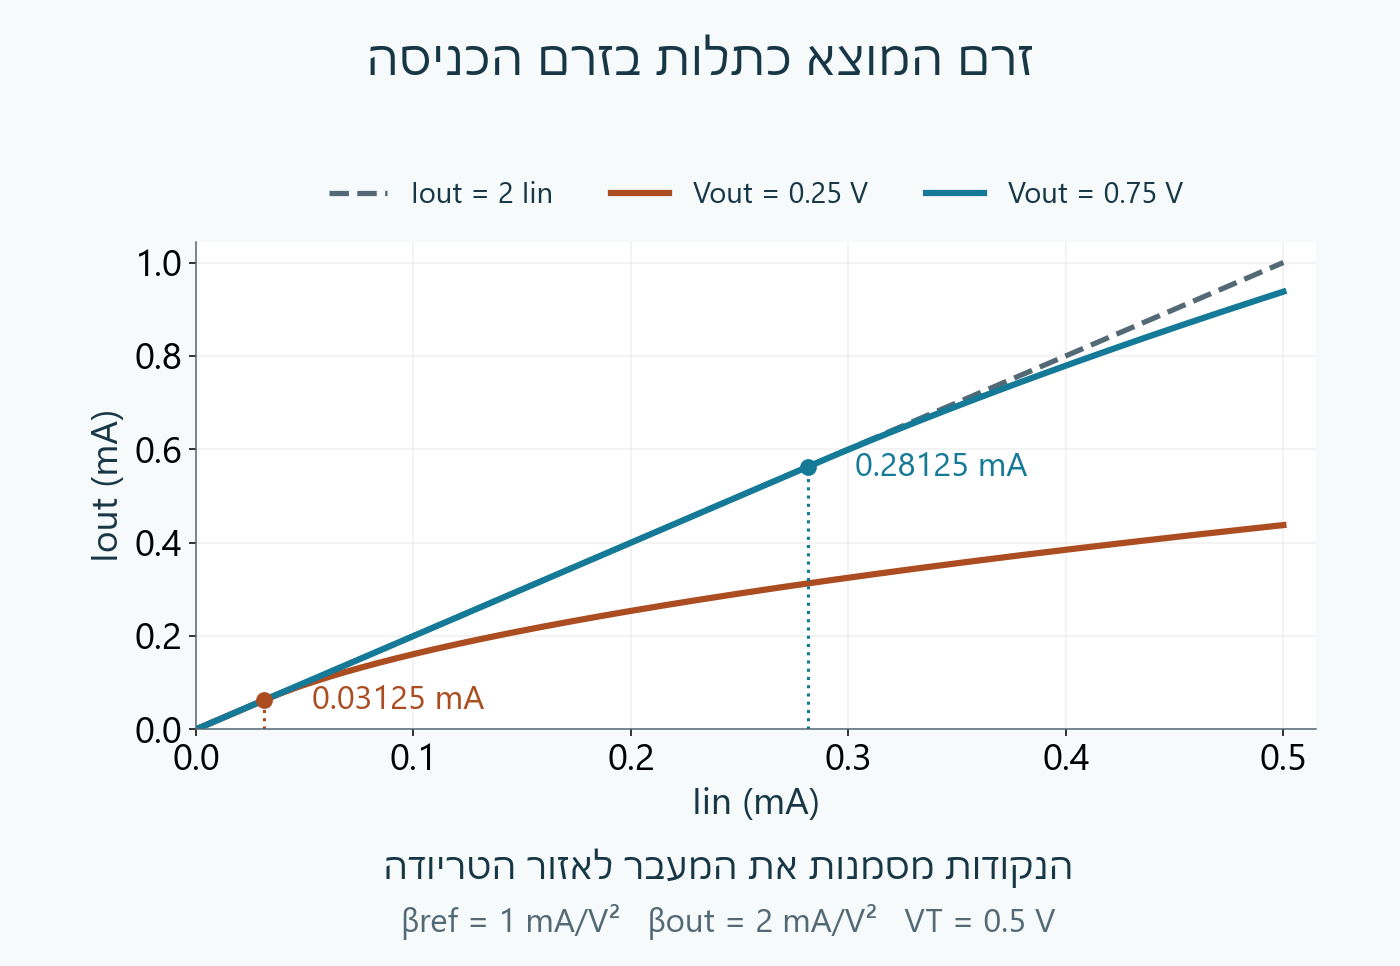 זרם המוצא כתלות בזרם הכניסה
Iout = 2 Iin   Vout = 0.25 V   Vout = 0.75 V
Iout (mA)
1.0
0.8
0.6
0.4
0.2
0.0
0.28125 mA
0.03125 mA
0.0 0.1 0.2 0.3 0.4 0.5
Iin (mA)
הנקודות מסמנות את המעבר לאזור הטריודה
βref = 1 mA/V²   βout = 2 mA/V²   VT = 0.5 V